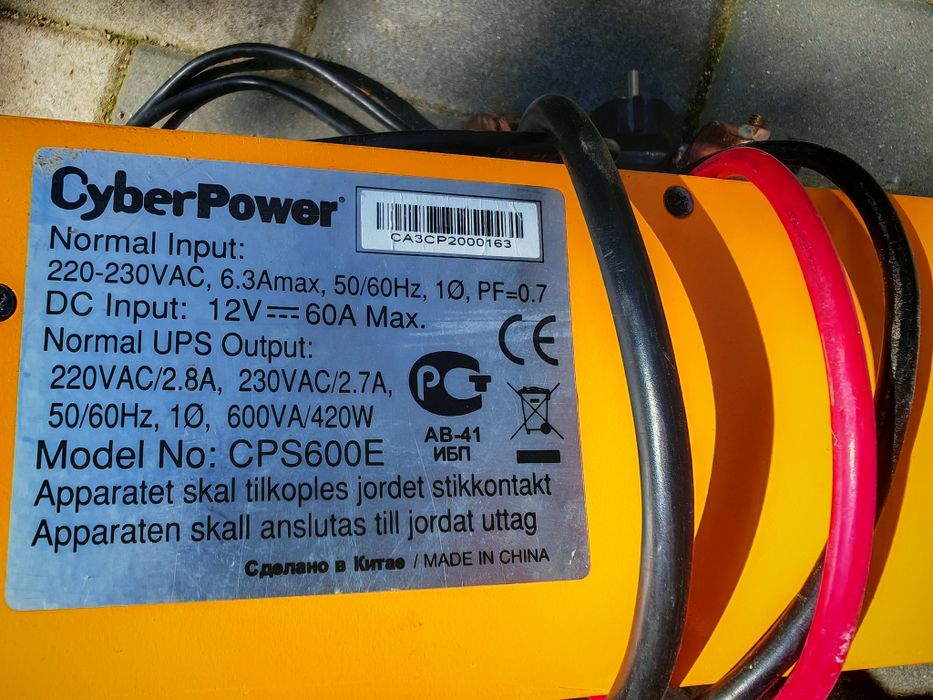 CyberPower®
CA3CP2000163
Normal Input:
220-230VAC, 6.3Amax, 50/60Hz, 1Ø, PF=0.7
DC Input: 12V⎓60A Max.
Normal UPS Output:
220VAC/2.8A, 230VAC/2.7A,
50/60Hz, 1Ø, 600VA/420W
CE
РСТ
АВ-41
ИБП
Model No: CPS600E
Apparatet skal tilkoples jordet stikkontakt
Apparaten skall anslutas till jordat uttag
Сделано в Китае / MADE IN CHINA